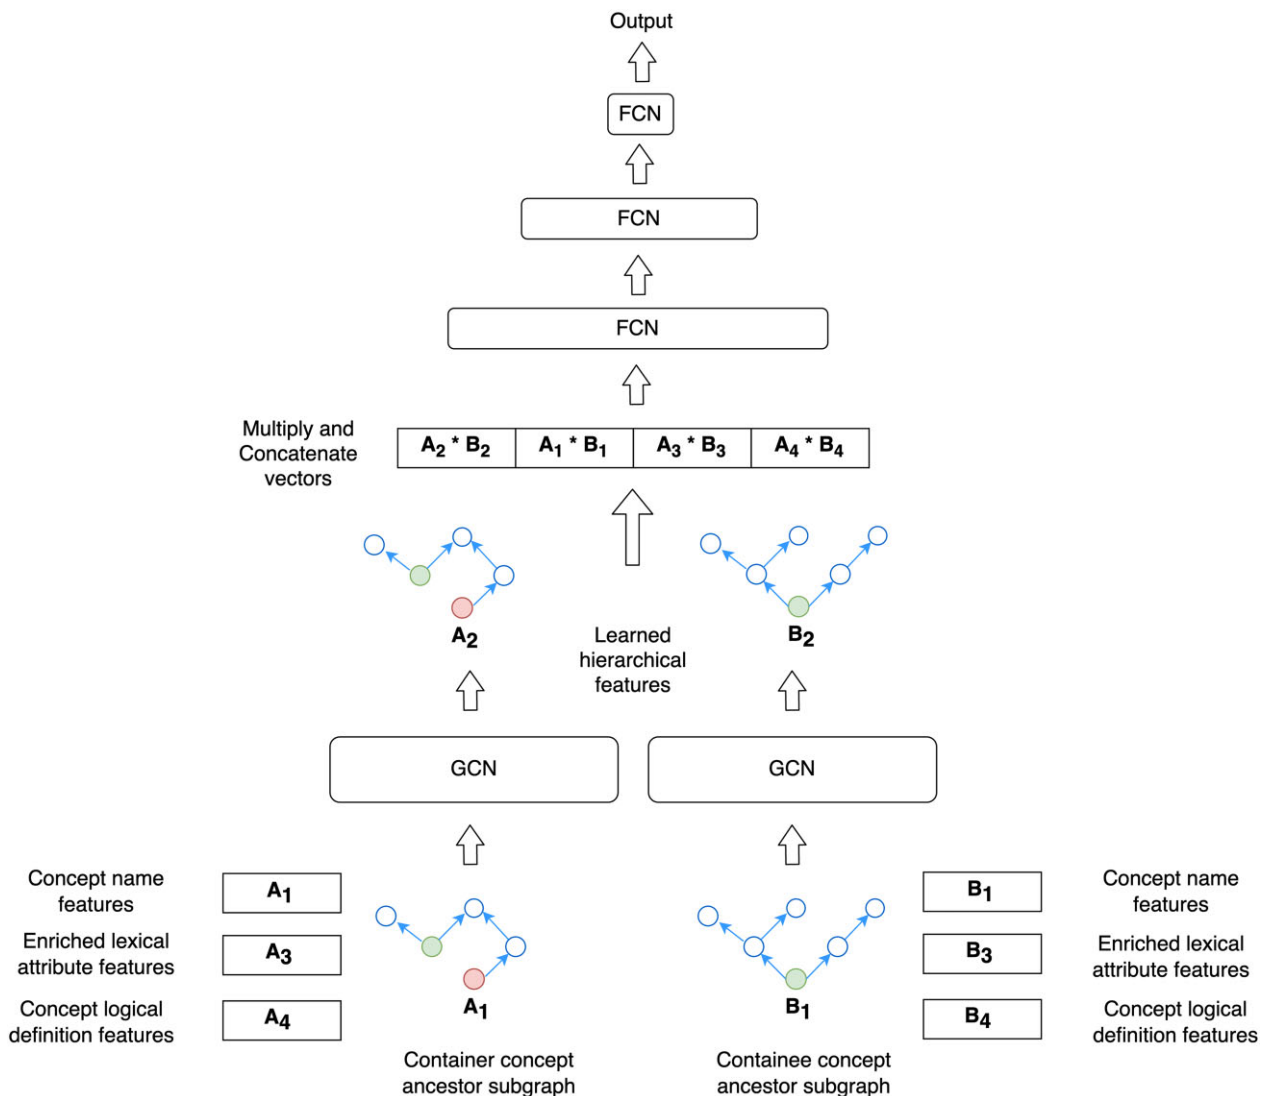 Output
FCN
FCN
FCN
Multiply and
Concatenate
vectors
A2 * B2
A1 * B1
A3 * B3
A4 * B4
A2
B2
Learned
hierarchical
features
GCN
GCN
Concept name
features
A1
Enriched lexical
attribute features
A3
Concept logical
definition features
A4
A1
Container concept
ancestor subgraph
B1
Containee concept
ancestor subgraph
B1
Concept name
features
B3
Enriched lexical
attribute features
B4
Concept logical
definition features